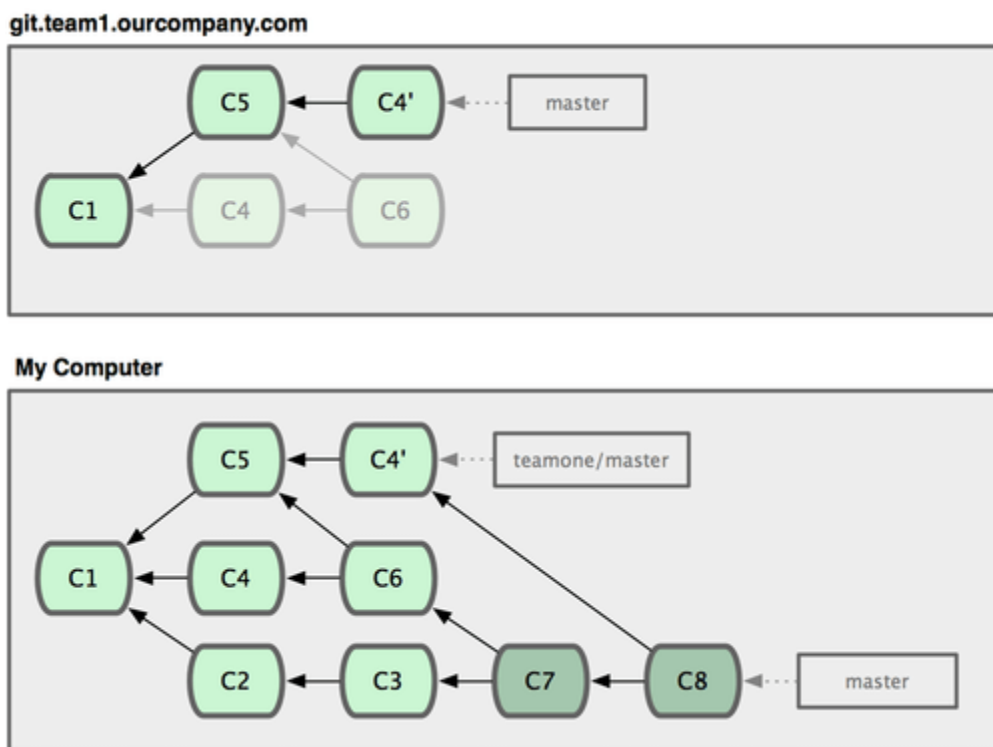 git.team1.ourcompany.com
C5 C4' master
C1 C4 C6
My Computer
C5 C4' teamone/master
C1 C4 C6
C2 C3 C7 C8 master